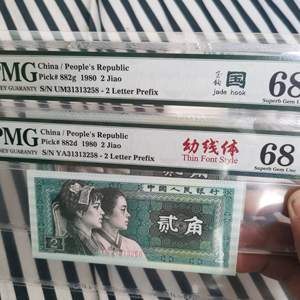 PMG
China / People's Republic
Pick# 882g 1980 2 Jiao
S/N UM31313258 - 2 Letter Prefix
国
jade hook
68
Superb Gem Unc
PMG
China / People's Republic
Pick# 882d 1980 2 Jiao
S/N YA31313258 - 2 Letter Prefix
幼线体
Thin Font Style
68
Superb Gem Unc
中国人民银行
贰角